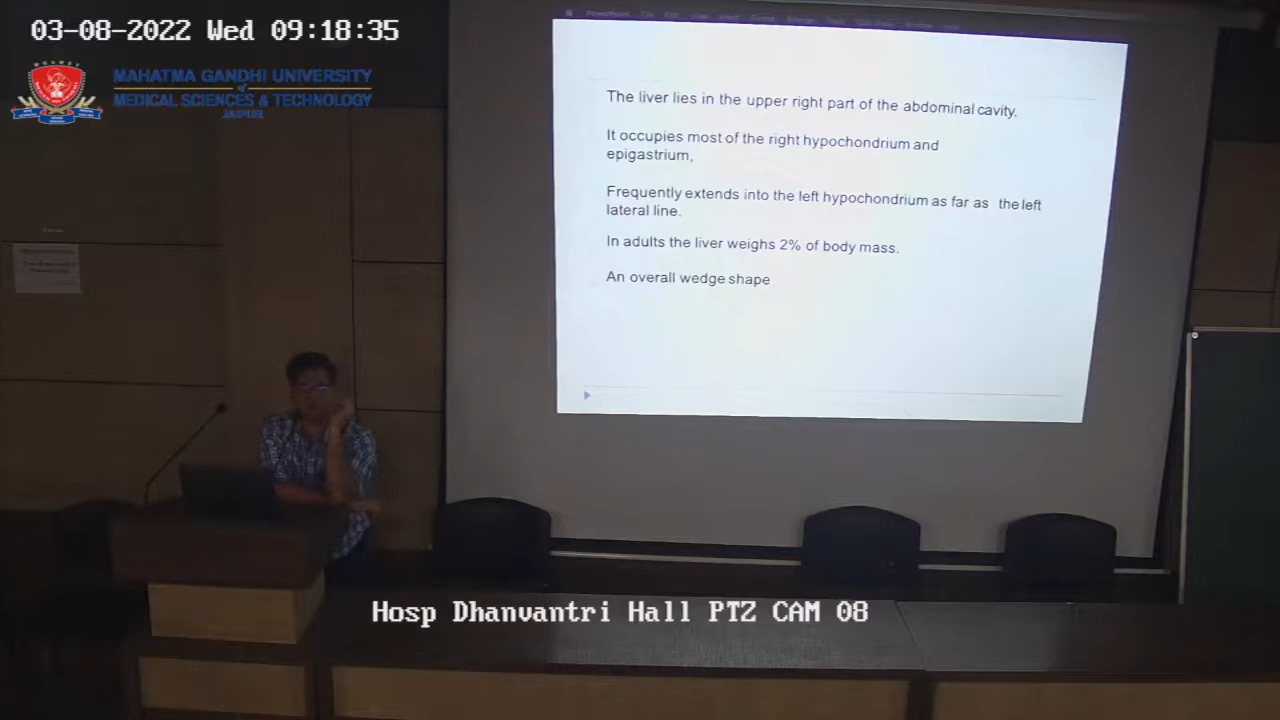 03-08-2022 Wed 09:18:35
MAHATMA GANDHI UNIVERSITY
of
MEDICAL SCIENCES & TECHNOLOGY
JAIPUR
The liver lies in the upper right part of the abdominal cavity.
It occupies most of the right hypochondrium and
epigastrium,
Frequently extends into the left hypochondrium as far as the left
lateral line.
In adults the liver weighs 2% of body mass.
An overall wedge shape
Hosp Dhanvantri Hall PTZ CAM 08